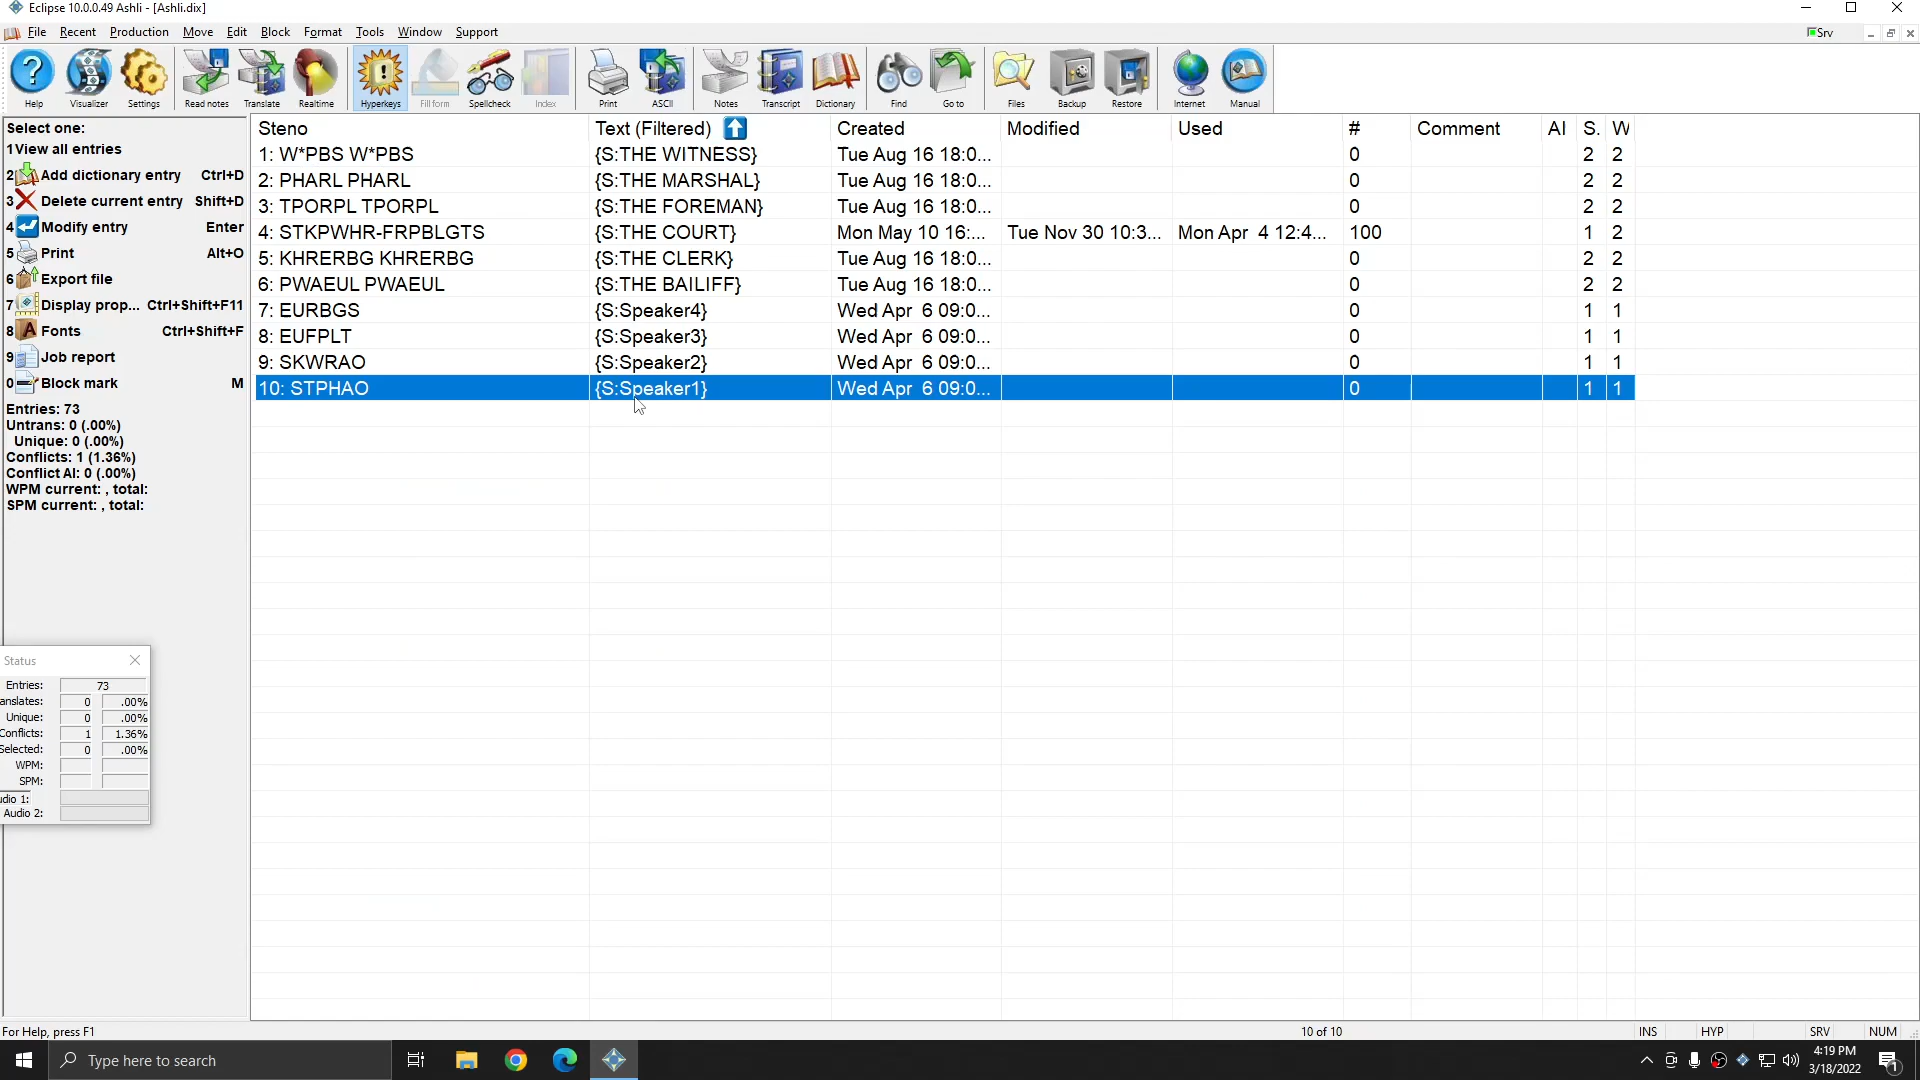 Eclipse 10.0.0.49 Ashli - [Ashli.dix]
File Recent Production Move Edit Block Format Tools Window Support Srv
Help Visualizer Settings Read notes Translate Realtime Hyperkeys Fill form Spellcheck Index Print ASCII Notes Transcript Dictionary Find Go to Files Backup Restore Internet Manual
Select one:
1 View all entries
2 Add dictionary entry Ctrl+D
3 Delete current entry Shift+D
4 Modify entry Enter
5 Print Alt+O
6 Export file
7 Display prop... Ctrl+Shift+F11
8 Fonts Ctrl+Shift+F
9 Job report
0 Block mark M
Entries: 73
Untrans: 0 (.00%)
Unique: 0 (.00%)
Conflicts: 1 (1.36%)
Conflict AI: 0 (.00%)
WPM current: , total:
SPM current: , total:
Steno Text (Filtered) Created Modified Used # Comment AI S. W
1: W*PBS W*PBS {S:THE WITNESS} Tue Aug 16 18:0... 0 2 2
2: PHARL PHARL {S:THE MARSHAL} Tue Aug 16 18:0... 0 2 2
3: TPORPL TPORPL {S:THE FOREMAN} Tue Aug 16 18:0... 0 2 2
4: STKPWHR-FRPBLGTS {S:THE COURT} Mon May 10 16:... Tue Nov 30 10:3... Mon Apr 4 12:4... 100 1 2
5: KHRERBG KHRERBG {S:THE CLERK} Tue Aug 16 18:0... 0 2 2
6: PWAEUL PWAEUL {S:THE BAILIFF} Tue Aug 16 18:0... 0 2 2
7: EURBGS {S:Speaker4} Wed Apr 6 09:0... 0 1 1
8: EUFPLT {S:Speaker3} Wed Apr 6 09:0... 0 1 1
9: SKWRAO {S:Speaker2} Wed Apr 6 09:0... 0 1 1
10: STPHAO {S:Speaker1} Wed Apr 6 09:0... 0 1 1
Status
Entries: 73
anslates: 0 .00%
Unique: 0 .00%
Conflicts: 1 1.36%
Selected: 0 .00%
WPM:
SPM:
udio 1:
Audio 2:
For Help, press F1 10 of 10 INS HYP SRV NUM
Type here to search
4:19 PM
3/18/2022
1